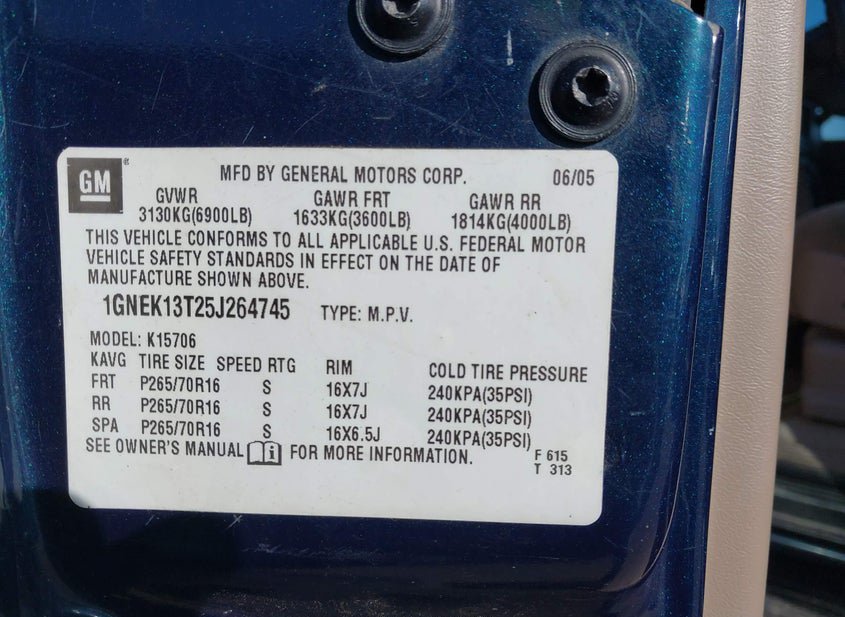 GM ® MFD BY GENERAL MOTORS CORP. 06/05
GVWR GAWR FRT GAWR RR
3130KG(6900LB) 1633KG(3600LB) 1814KG(4000LB)
THIS VEHICLE CONFORMS TO ALL APPLICABLE U.S. FEDERAL MOTOR
VEHICLE SAFETY STANDARDS IN EFFECT ON THE DATE OF
MANUFACTURE SHOWN ABOVE.
1GNEK13T25J264745 TYPE: M.P.V.
MODEL: K15706
KAVG TIRE SIZE SPEED RTG RIM COLD TIRE PRESSURE
FRT P265/70R16 S 16X7J 240KPA(35PSI)
RR P265/70R16 S 16X7J 240KPA(35PSI)
SPA P265/70R16 S 16X6.5J 240KPA(35PSI)
SEE OWNER'S MANUAL i FOR MORE INFORMATION. F 615
T 313